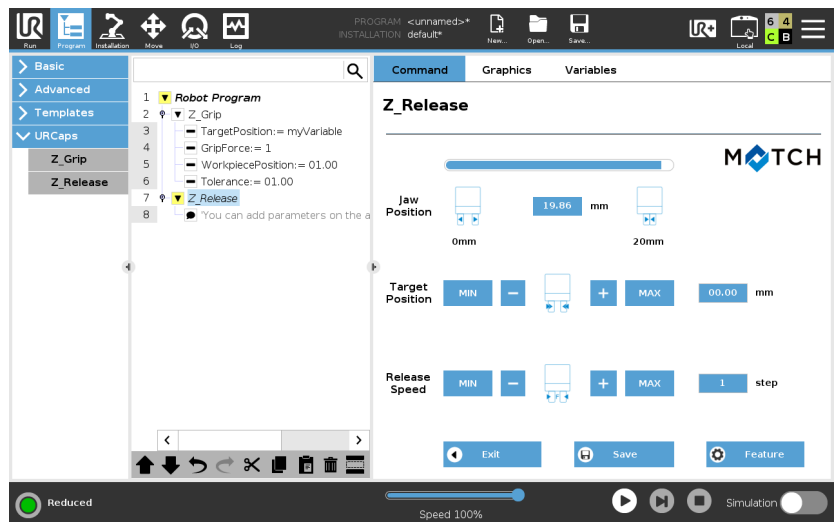 UR
PROGRAM <unnamed>*
INSTALLATION default*
UR+
6 4
C B
Run Program Installation Move I/O Log New... Open... Save... Local
Basic
Advanced
Templates
URCaps
Z_Grip
Z_Release
1 Robot Program
2 Z_Grip
3 TargetPosition:= myVariable
4 GripForce:= 1
5 WorkpiecePosition:= 01.00
6 Tolerance:= 01.00
7 Z_Release
8 'You can add parameters on the a
Command Graphics Variables
Z_Release
MATCH
Jaw
Position
19.86 mm
0mm 20mm
Target
Position
MIN − + MAX 00.00 mm
Release
Speed
MIN − F + MAX 1 step
Exit Save Feature
Reduced
Speed 100%
Simulation